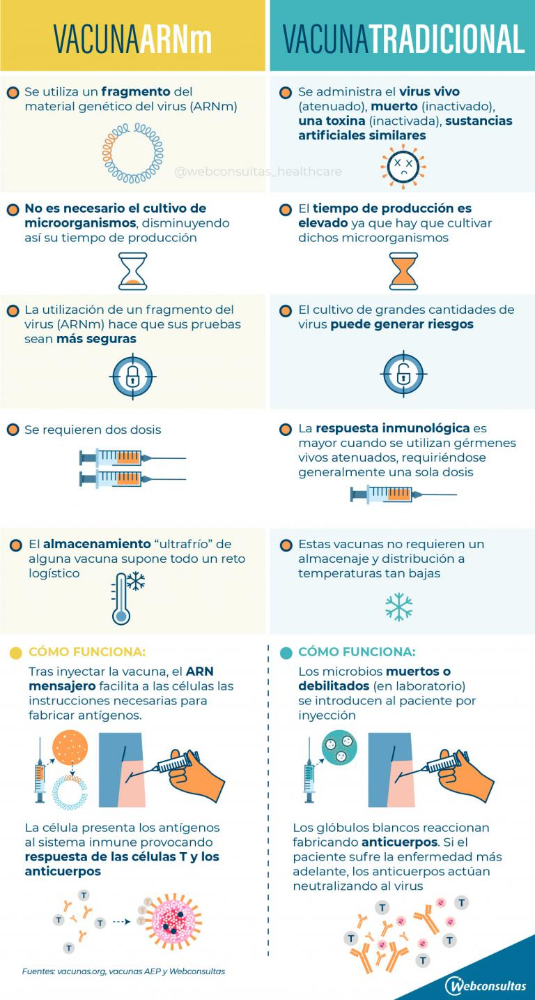 VACUNAARNm
VACUNATRADICIONAL
Se utiliza un fragmento del
material genético del virus (ARNm)
Se administra el virus vivo
(atenuado), muerto (inactivado),
una toxina (inactivada), sustancias
artificiales similares
@webconsultas_healthcare
No es necesario el cultivo de
microorganismos, disminuyendo
así su tiempo de producción
El tiempo de producción es
elevado ya que hay que cultivar
dichos microorganismos
La utilización de un fragmento del
virus (ARNm) hace que sus pruebas
sean más seguras
El cultivo de grandes cantidades de
virus puede generar riesgos
Se requieren dos dosis
La respuesta inmunológica es
mayor cuando se utilizan gérmenes
vivos atenuados, requiriéndose
generalmente una sola dosis
El almacenamiento “ultrafrío” de
alguna vacuna supone todo un reto
logístico
Estas vacunas no requieren un
almacenaje y distribución a
temperaturas tan bajas
CÓMO FUNCIONA:
Tras inyectar la vacuna, el ARN
mensajero facilita a las células las
instrucciones necesarias para
fabricar antígenos.
CÓMO FUNCIONA:
Los microbios muertos o
debilitados (en laboratorio)
se introducen al paciente por
inyección
La célula presenta los antígenos
al sistema inmune provocando
respuesta de las células T y los
anticuerpos
Los glóbulos blancos reaccionan
fabricando anticuerpos. Si el
paciente sufre la enfermedad más
adelante, los anticuerpos actúan
neutralizando al virus
T
T
T
T
T
T
T
T
T
Fuentes: vacunas.org, vacunas AEP y Webconsultas
Webconsultas